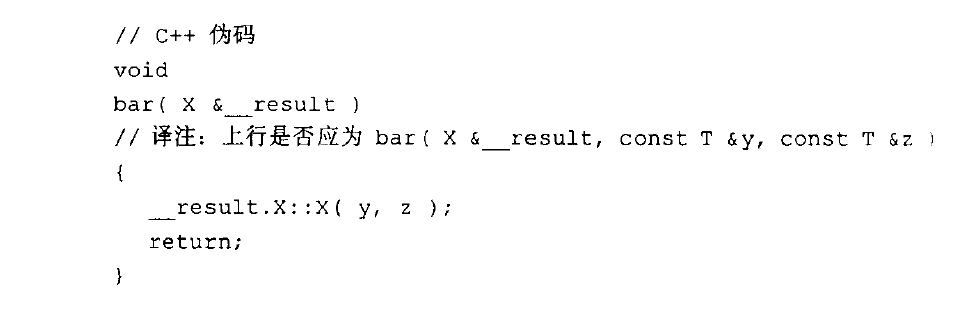 // C++ 伪码
void
bar( X &__result )
// 译注：上行是否应为 bar( X &__result, const T &y, const T &z )
{
__result.X::X( y, z );
return;
}